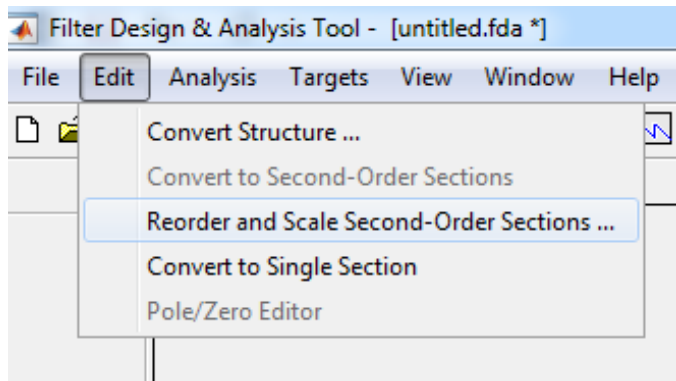 Filter Design & Analysis Tool - [untitled.fda *]
File Edit Analysis Targets View Window Help
Convert Structure ...
Convert to Second-Order Sections
Reorder and Scale Second-Order Sections ...
Convert to Single Section
Pole/Zero Editor